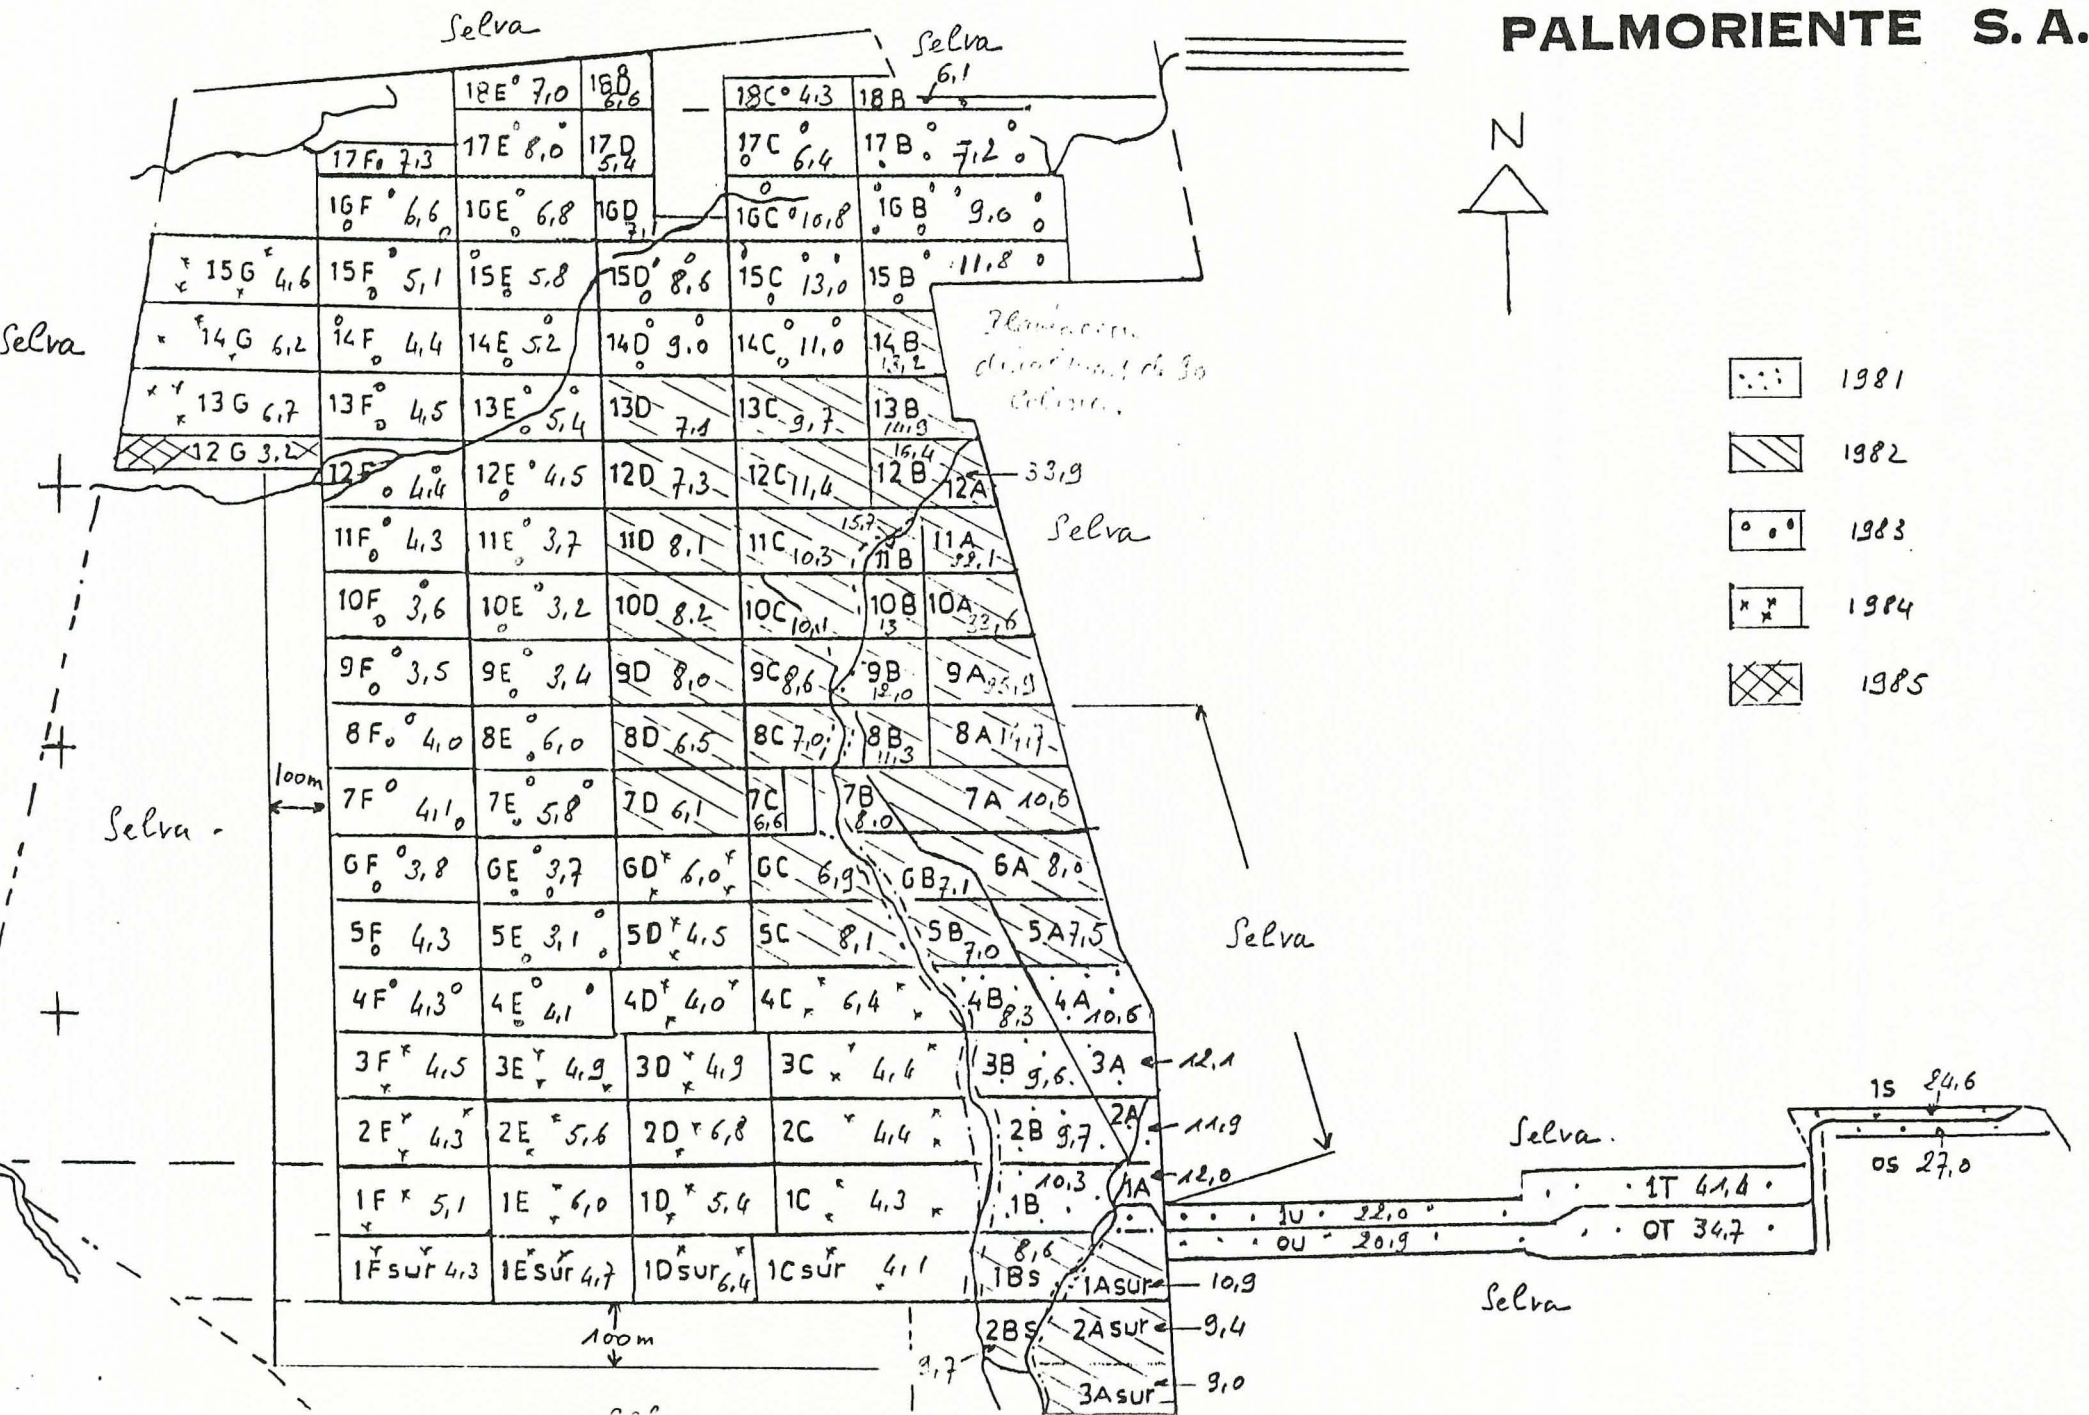 PALMORIENTE S. A.
Selva
Selva
6,1
N
18E 7,0
18D 6,6
18C 4,3
18B
17F 7,3
17E 8,0
17D 5,4
17C 6,4
17B 7,2
16F 6,6
16E 6,8
16D 7,1
16C 10,8
16B 9,0
15G 4,6
15F 5,1
15E 5,8
15D 8,6
15C 13,0
15B 11,8
Selva
14G 6,2
14F 4,4
14E 5,2
14D 9,0
14C 11,0
14B 13,2
13G 6,7
13F 4,5
13E 5,4
13D 7,1
13C 9,7
13B
12G 3,2
12F 4,4
12E 4,5
12D 7,3
12C 11,4
12B 16,4
12A 33,9
Selva
11F 4,3
11E 3,7
11D 8,1
11C 10,3
11B 15,7
11A
10F 3,6
10E 3,2
10D 8,2
10C 10,1
10B 13
10A 33,6
9F 3,5
9E 3,4
9D 8,0
9C 8,6
9B 12,0
9A
8F 4,0
8E 6,0
8D 6,5
8C 7,0
8B 11,3
8A
100m
7F 4,1
7E 5,8
7D 6,1
7C 6,6
7B 8,0
7A 10,6
Selva
6F 3,8
6E 3,7
6D 6,0
6C 6,9
6B 7,1
6A 8,0
5F 4,3
5E 3,1
5D 4,5
5C 8,1
5B 7,0
5A 7,5
Selva
4F 4,3
4E 4,1
4D 4,0
4C 6,4
4B 8,3
4A 10,6
3F 4,5
3E 4,9
3D 4,9
3C 4,4
3B 9,6
3A 12,1
2F 4,3
2E 5,6
2D 6,8
2C 4,4
2B 9,7
2A 11,9
1F 5,1
1E 6,0
1D 5,4
1C 4,3
1B 10,3
1A 12,0
1F sur 4,3
1E sur 4,7
1D sur 6,4
1C sur 4,1
1Bs 8,6
1A sur 10,9
100m
2Bs 9,7
2A sur 9,4
3A sur 9,0
1981
1982
1983
1984
1985
1S 24,6
0S 27,0
Selva
1T 41,4
0T 34,7
1U 22,0
0U 20,9
Selva